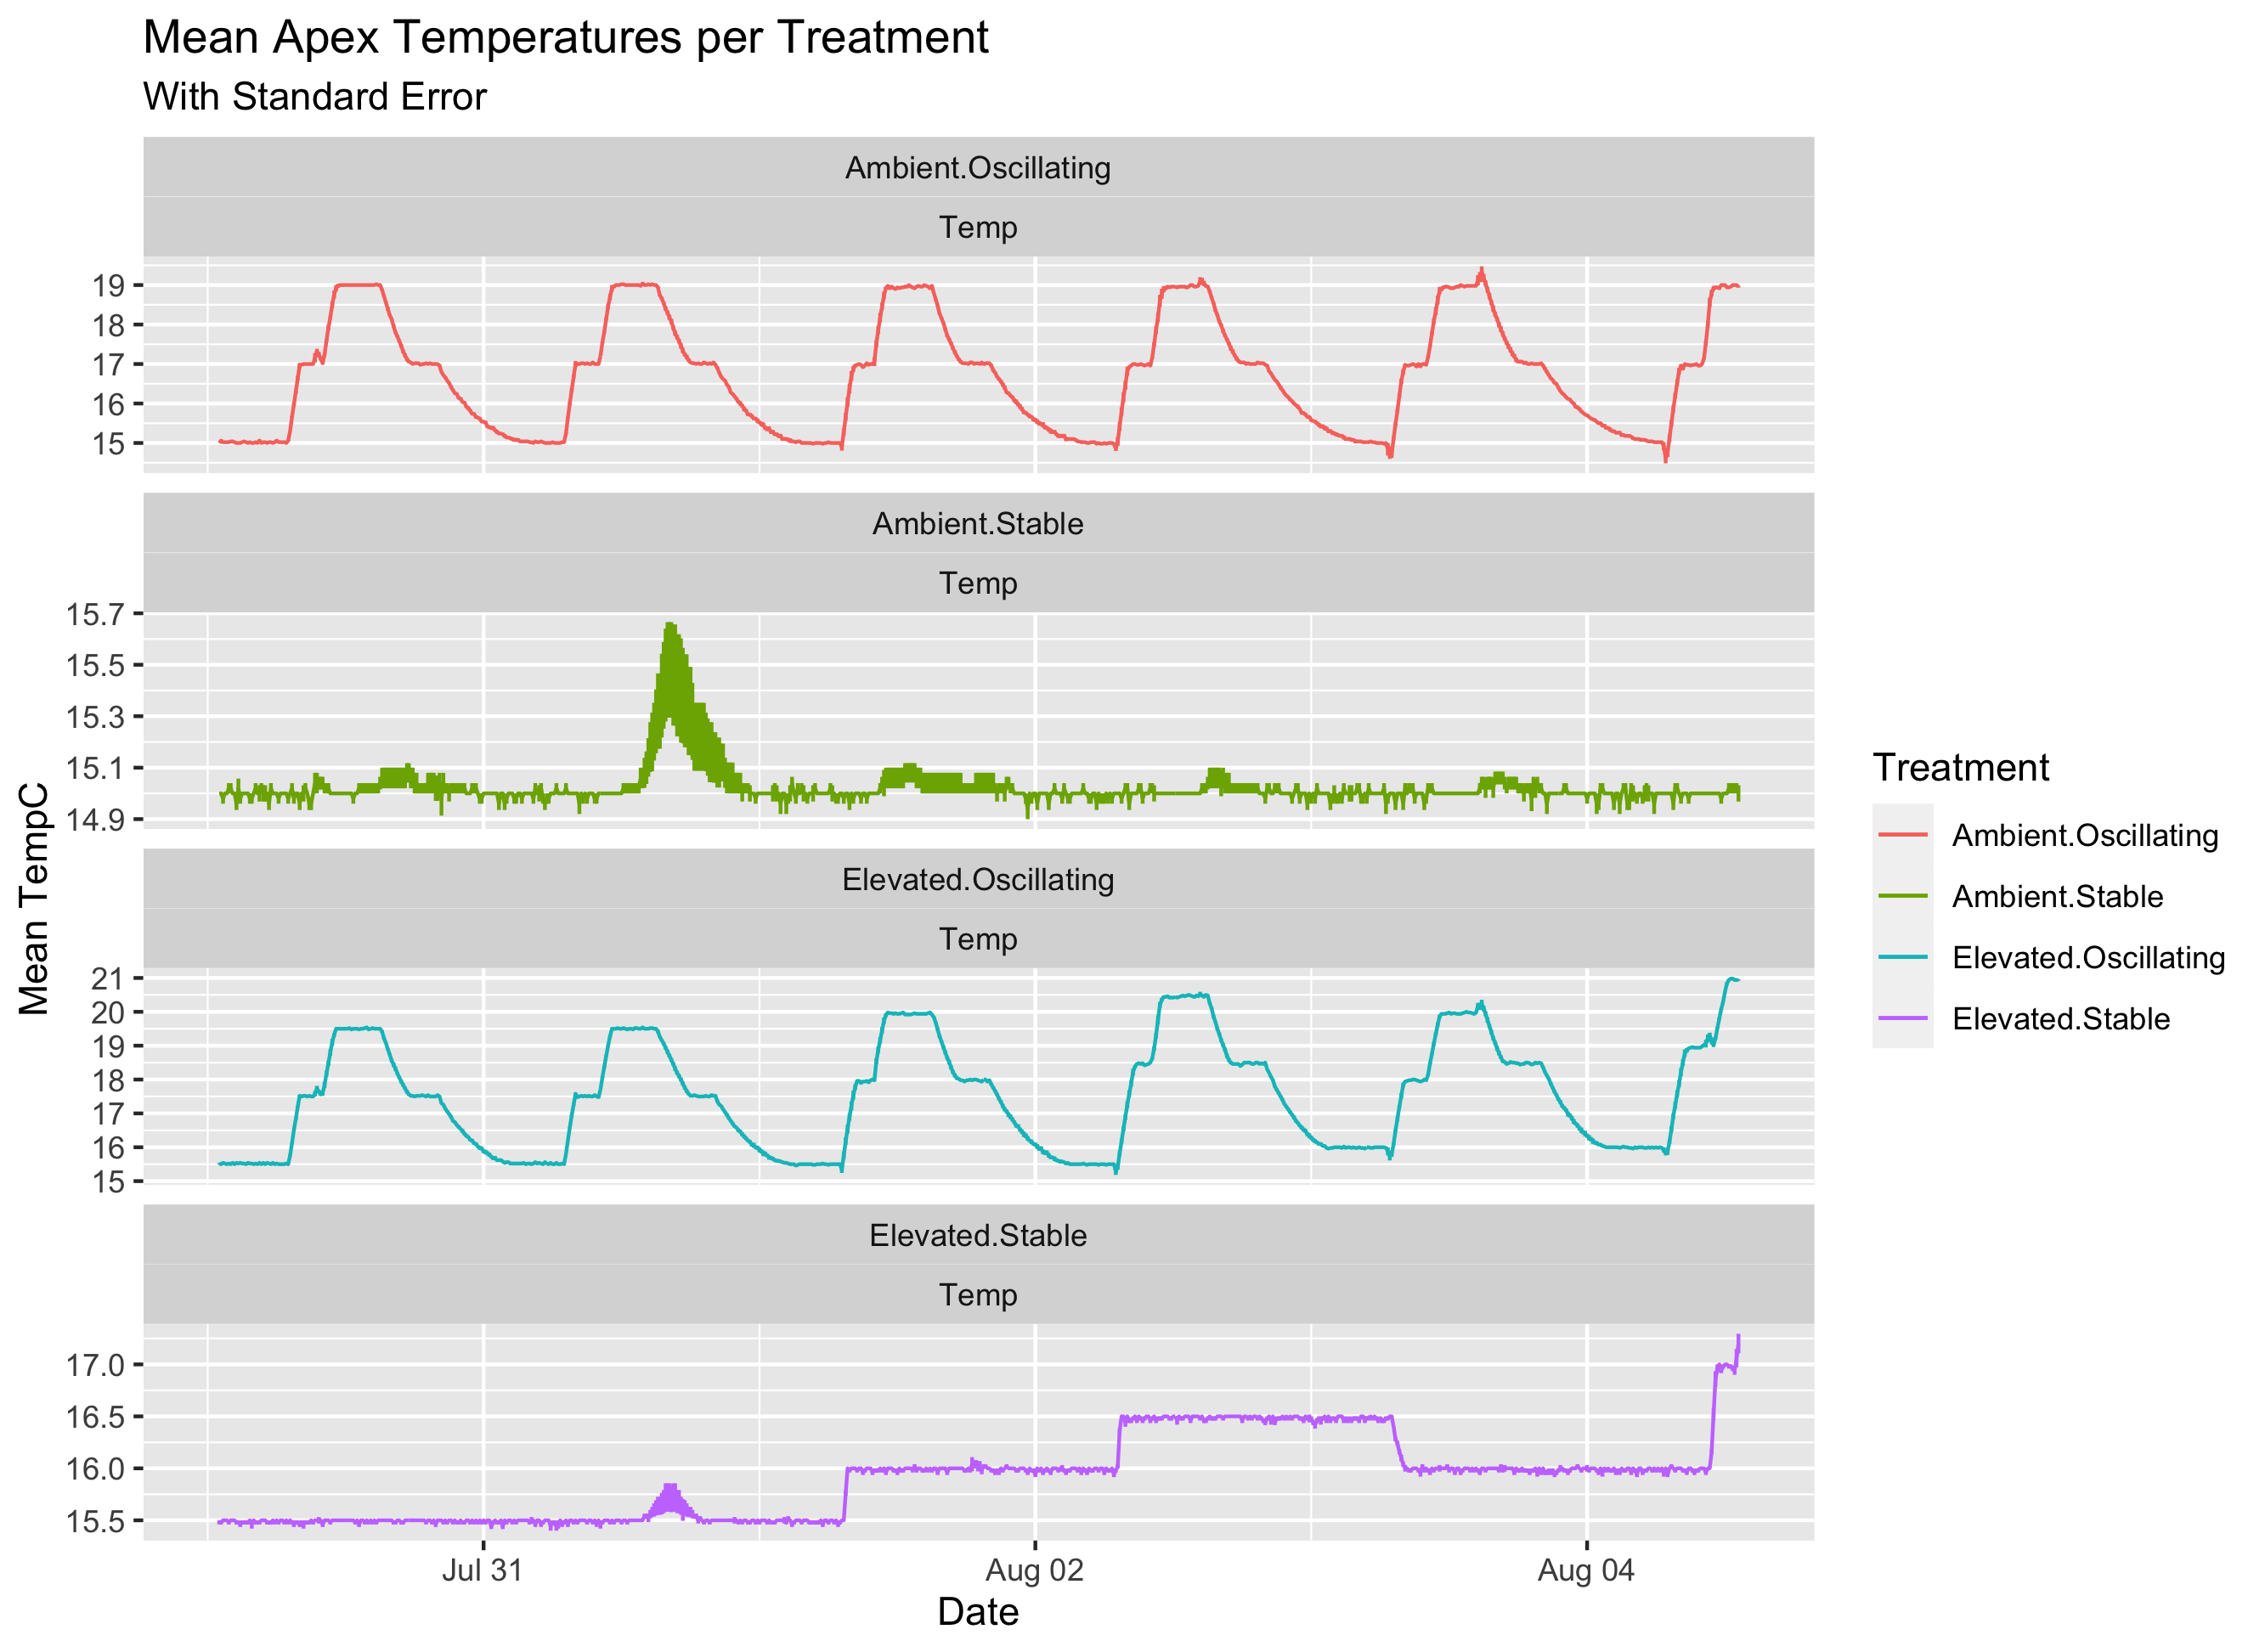 Mean Apex Temperatures per Treatment
With Standard Error
Ambient.Oscillating
Temp
19
18
17
16
15
Ambient.Stable
Temp
15.7
15.5
15.3
15.1
14.9
Elevated.Oscillating
Temp
21
20
19
18
17
16
15
Elevated.Stable
Temp
17.0
16.5
16.0
15.5
Jul 31
Aug 02
Aug 04
Date
Mean TempC
Treatment
Ambient.Oscillating
Ambient.Stable
Elevated.Oscillating
Elevated.Stable